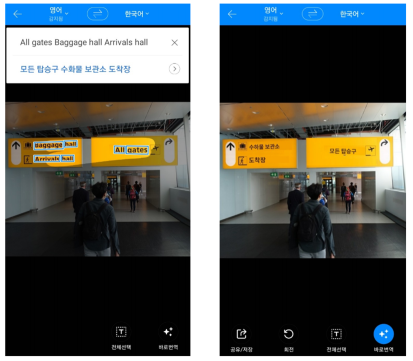 영어
감지됨
한국어
All gates Baggage hall Arrivals hall
모든 탑승구 수화물 보관소 도착장
Baggage hall
Arrivals hall
All gates
전체선택
바로번역
영어
감지됨
한국어
수화물 보관소
도착장
모든 탑승구
공유/저장
회전
전체선택
바로번역